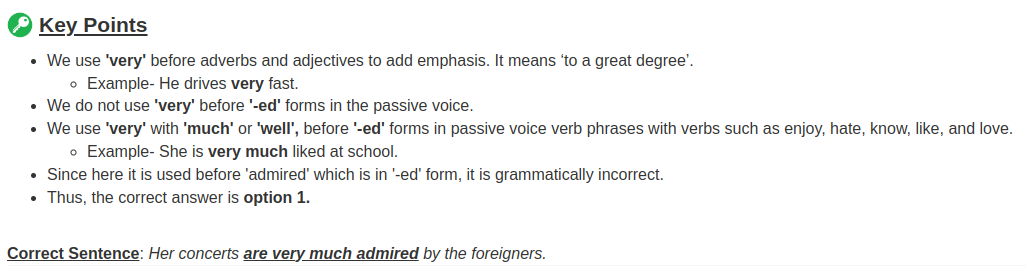 Key Points
We use 'very' before adverbs and adjectives to add emphasis. It means ‘to a great degree’.
Example- He drives very fast.
We do not use 'very' before '-ed' forms in the passive voice.
We use 'very' with 'much' or 'well', before '-ed' forms in passive voice verb phrases with verbs such as enjoy, hate, know, like, and love.
Example- She is very much liked at school.
Since here it is used before 'admired' which is in '-ed' form, it is grammatically incorrect.
Thus, the correct answer is option 1.
Correct Sentence: Her concerts are very much admired by the foreigners.